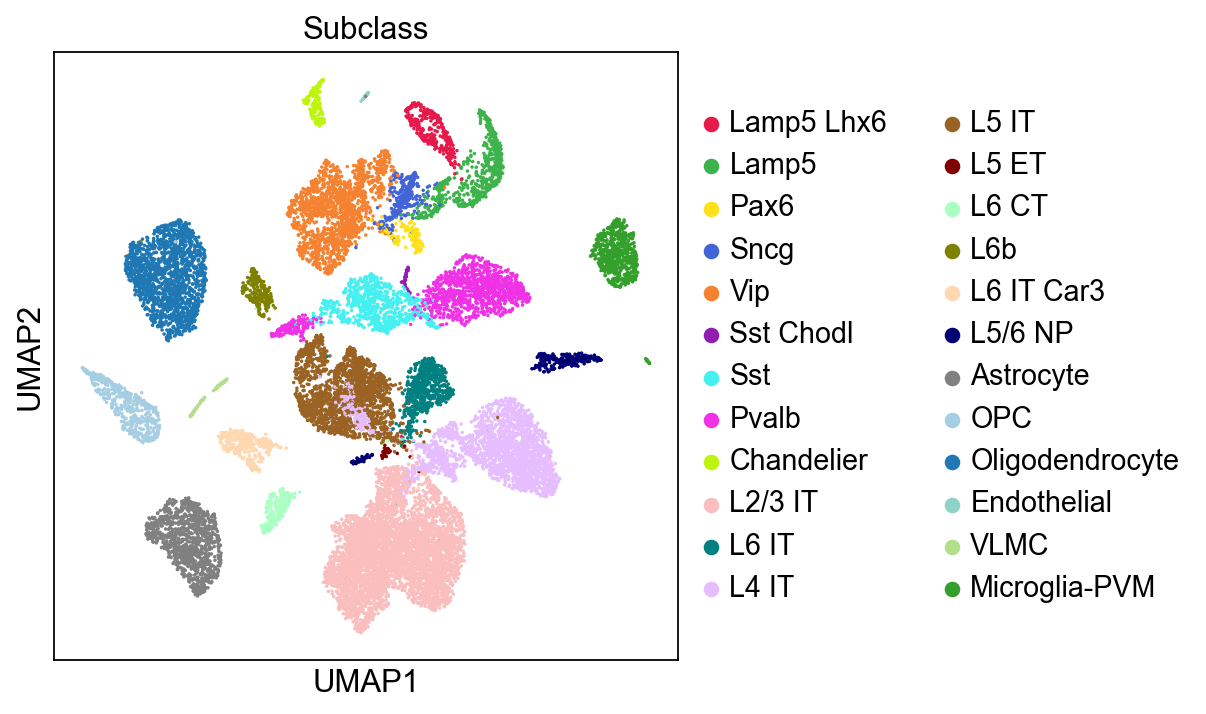 Subclass
UMAP2
UMAP1
Lamp5 Lhx6
Lamp5
Pax6
Sncg
Vip
Sst Chodl
Sst
Pvalb
Chandelier
L2/3 IT
L6 IT
L4 IT
L5 IT
L5 ET
L6 CT
L6b
L6 IT Car3
L5/6 NP
Astrocyte
OPC
Oligodendrocyte
Endothelial
VLMC
Microglia-PVM